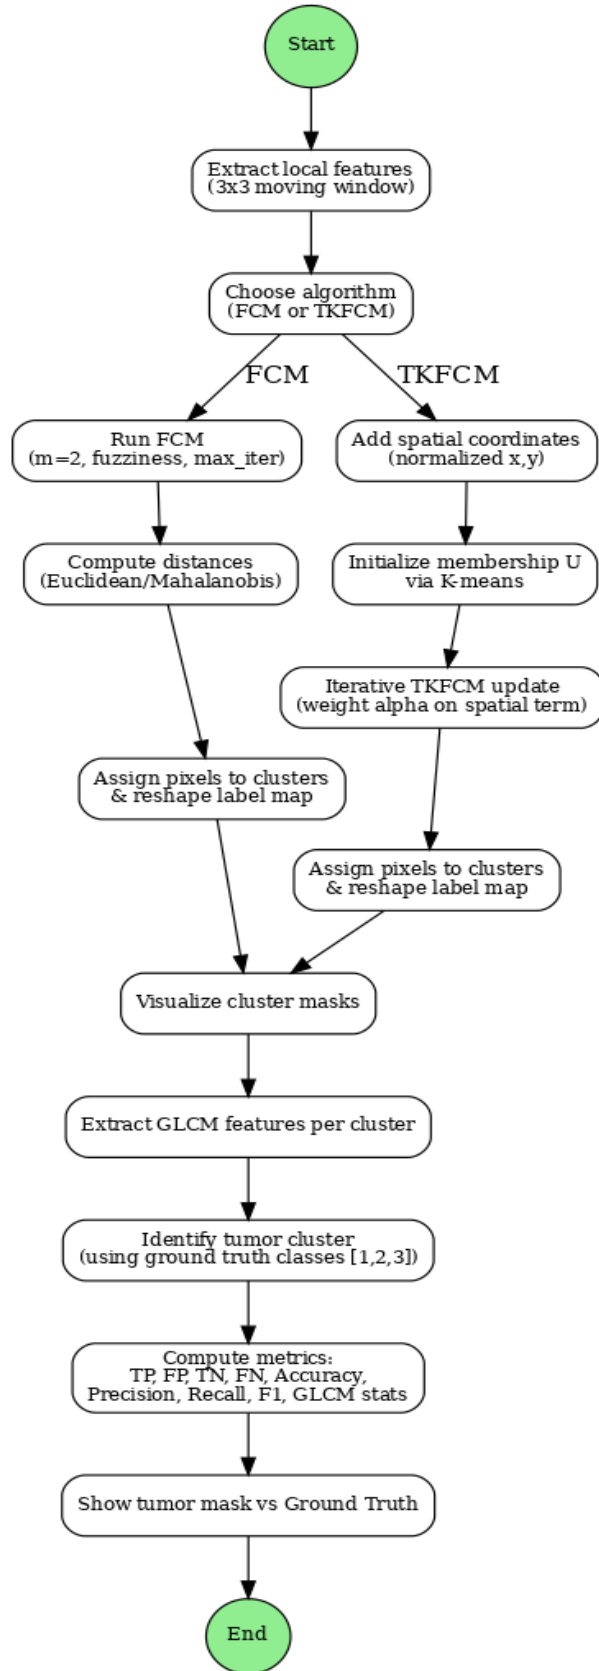 Start
Extract local features
(3x3 moving window)
Choose algorithm
(FCM or TKFCM)
FCM
TKFCM
Run FCM
(m=2, fuzziness, max_iter)
Add spatial coordinates
(normalized x,y)
Compute distances
(Euclidean/Mahalanobis)
Initialize membership U
via K-means
Iterative TKFCM update
(weight alpha on spatial term)
Assign pixels to clusters
& reshape label map
Assign pixels to clusters
& reshape label map
Visualize cluster masks
Extract GLCM features per cluster
Identify tumor cluster
(using ground truth classes [1,2,3])
Compute metrics:
TP, FP, TN, FN, Accuracy,
Precision, Recall, F1, GLCM stats
Show tumor mask vs Ground Truth
End